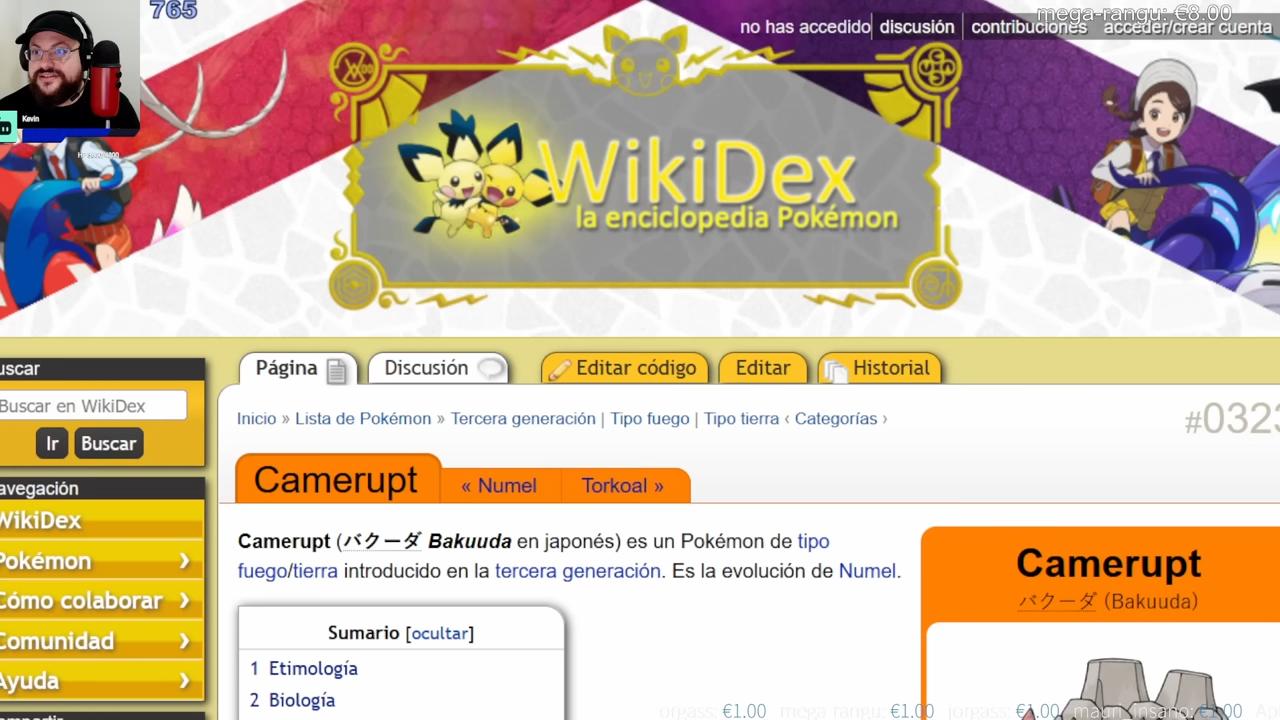 765
mega-rangu: €8.00
no has accedido discusión contribuciones acceder/crear cuenta
Kevin
WikiDex
la enciclopedia Pokémon
uscar
Página Discusión Editar código Editar Historial
Buscar en WikiDex
Ir Buscar
Inicio » Lista de Pokémon » Tercera generación | Tipo fuego | Tipo tierra ‹ Categorías ›
#0323
avegación
Camerupt « Numel Torkoal »
WikiDex
Pokémon ›
Cómo colaborar ›
Comunidad ›
Ayuda ›
Camerupt (バクーダ Bakuuda en japonés) es un Pokémon de tipo
fuego/tierra introducido en la tercera generación. Es la evolución de Numel.
Camerupt
バクーダ (Bakuuda)
Sumario [ocultar]
1 Etimología
2 Biología
orgass: €1.00 mega rangu: €1.00 jorgass: €1.00 mauri_insano: €1.00